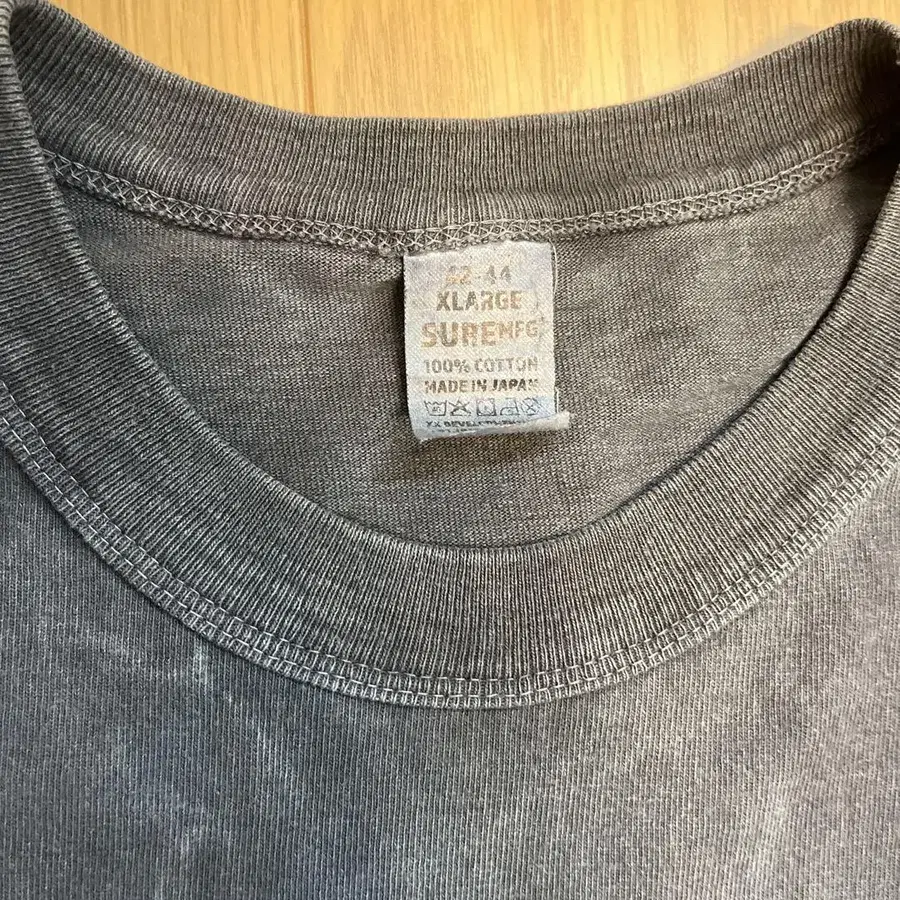 42-44
XLARGE
SUREMFG
100% COTTON
MADE IN JAPAN